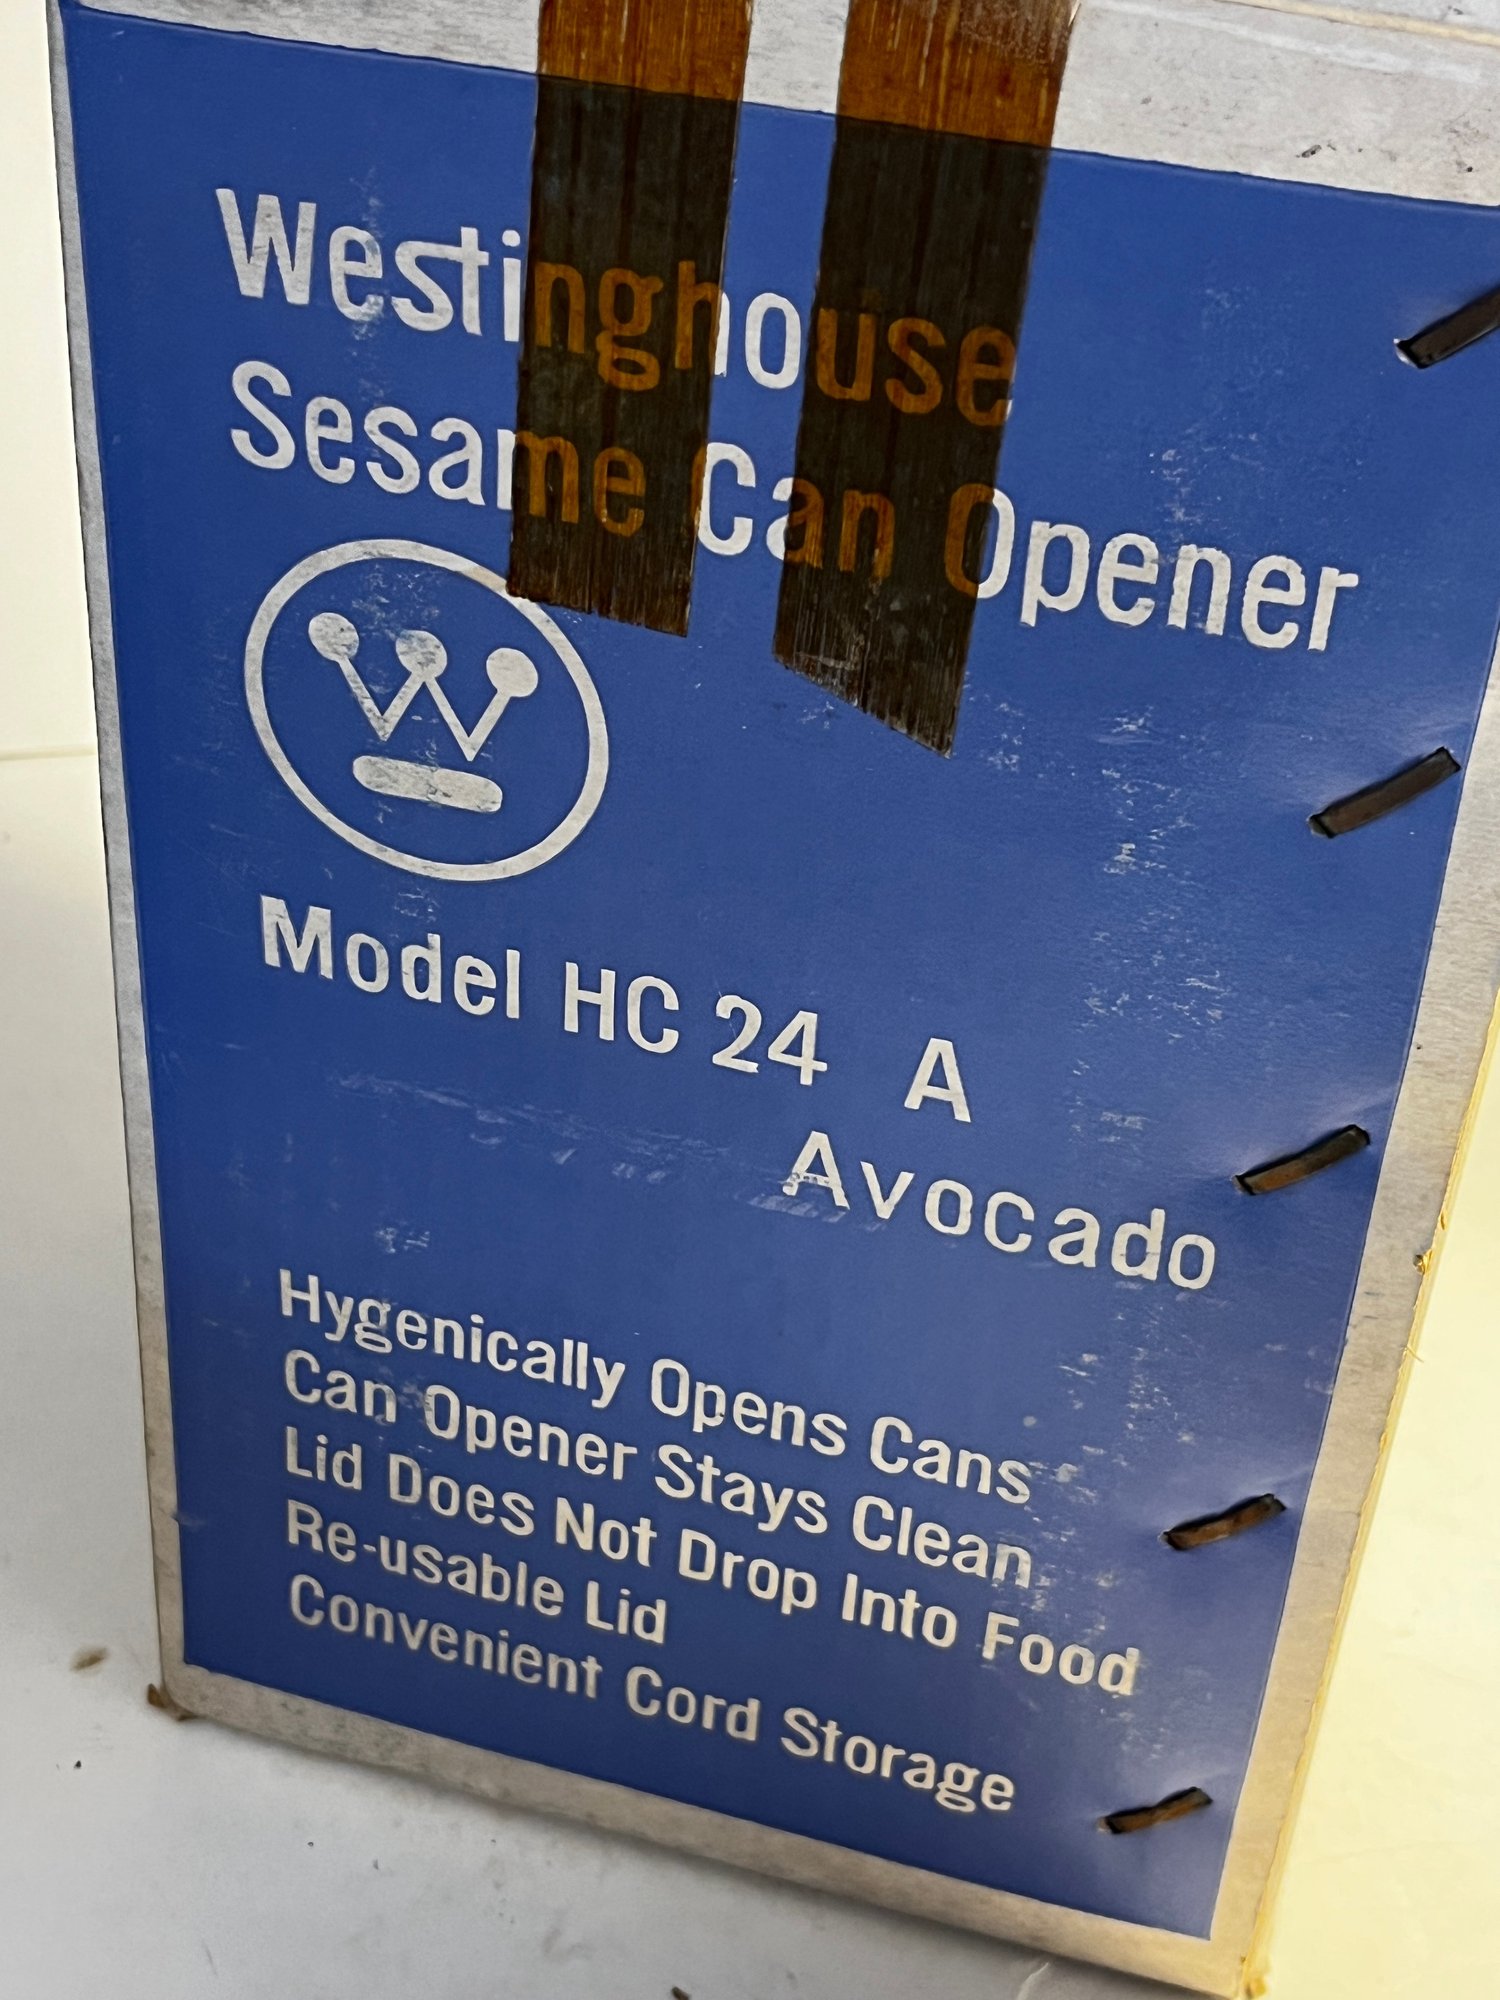 Westinghouse
Sesame Can Opener
Model HC 24 A
Avocado
Hygenically Opens Cans
Can Opener Stays Clean
Lid Does Not Drop Into Food
Re-usable Lid
Convenient Cord Storage